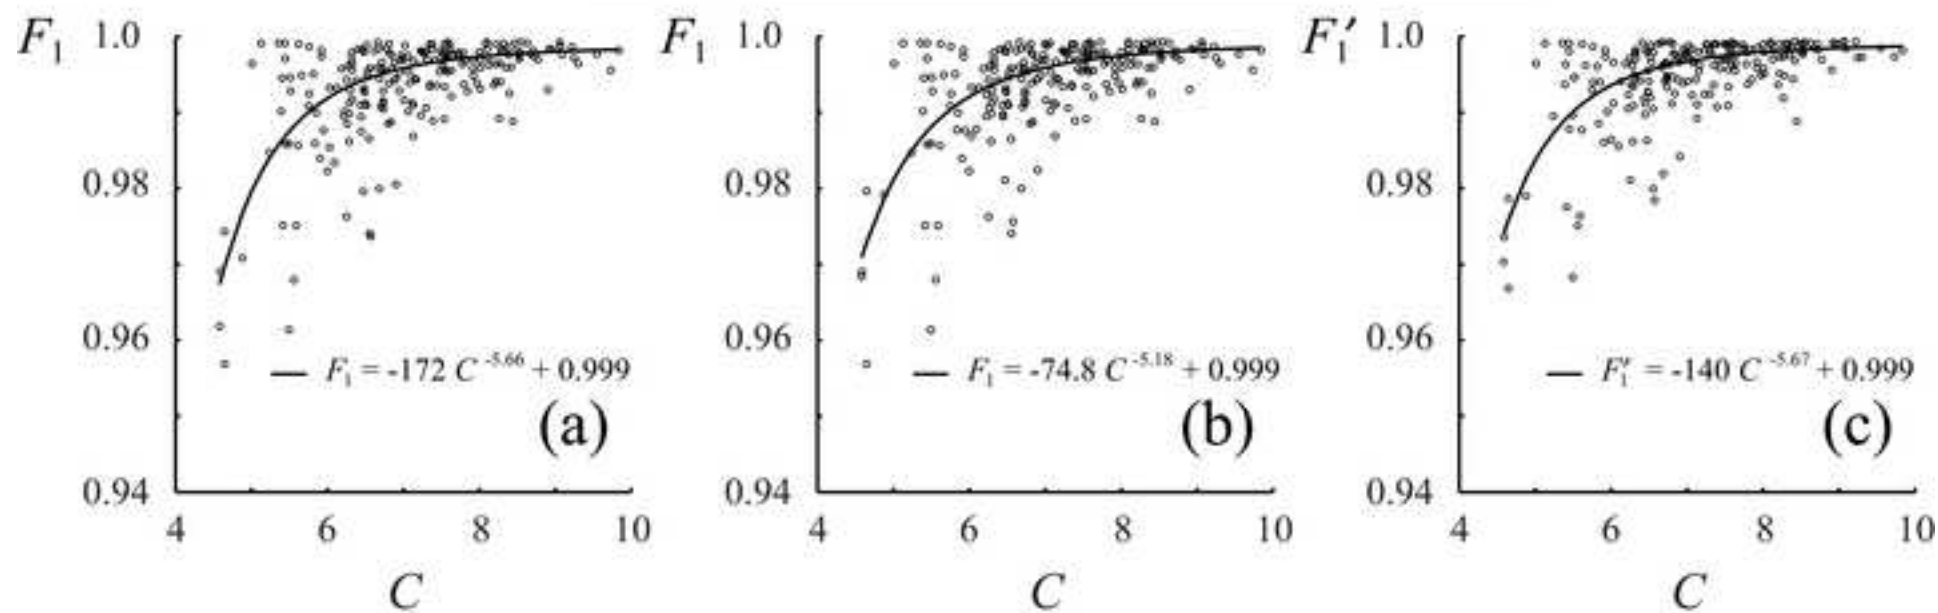 F₁ 1.0 0.98 0.96 0.94
4 6 8 10
C
F₁ = -172 C ⁻⁵·⁶⁶ + 0.999
(a)
F₁ 1.0 0.98 0.96 0.94
4 6 8 10
C
F₁ = -74.8 C ⁻⁵·¹⁸ + 0.999
(b)
F₁′ 1.0 0.98 0.96 0.94
4 6 8 10
C
F₁′ = -140 C ⁻⁵·⁶⁷ + 0.999
(c)